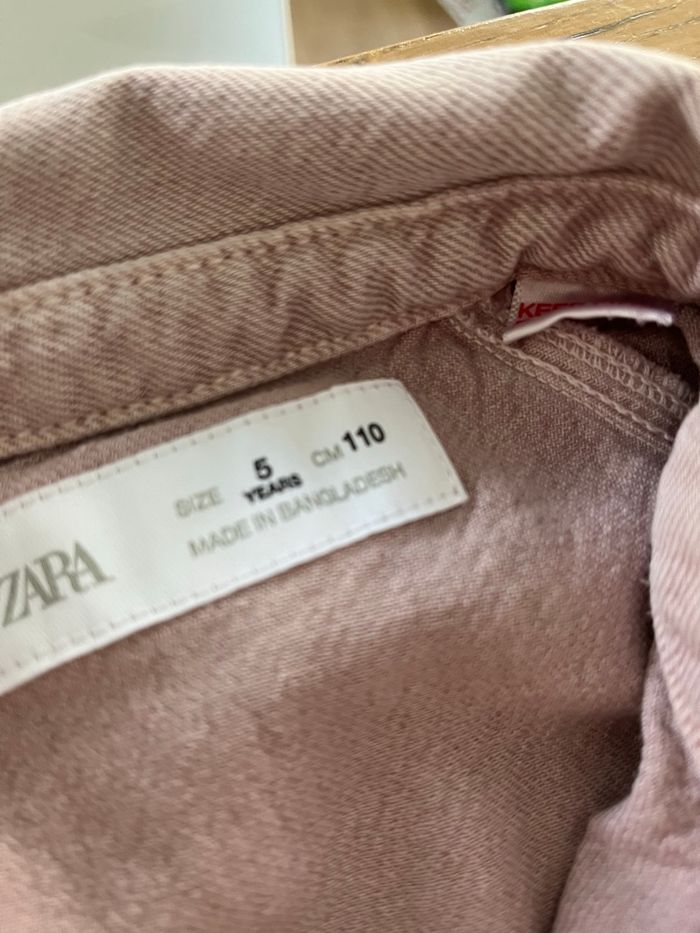 ZARA
SIZE 5 YEARS CM 110
MADE IN BANGLADESH